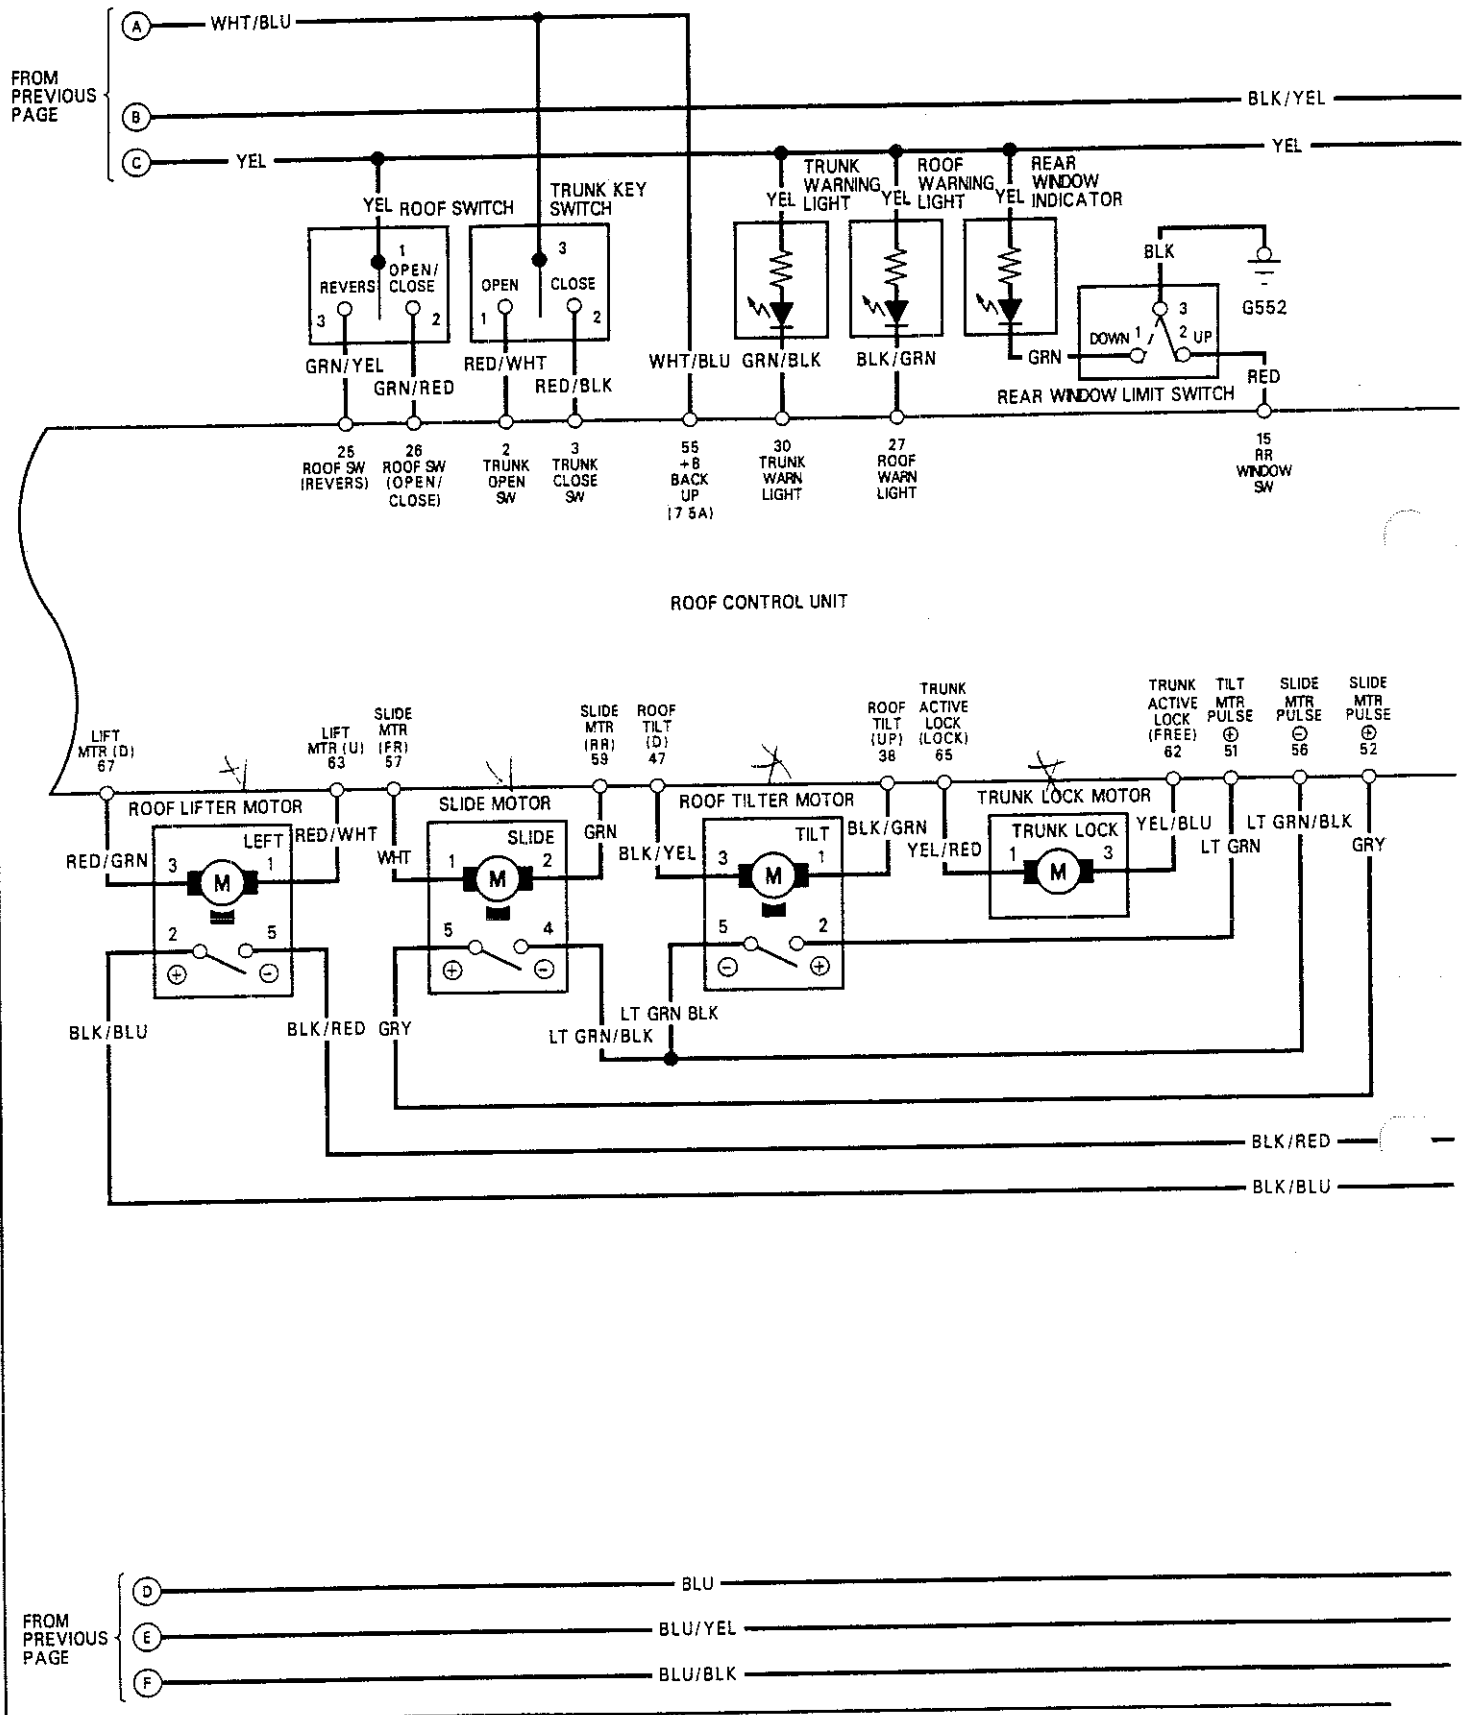 A WHT/BLU
FROM
PREVIOUS
PAGE
B BLK/YEL
C YEL YEL
YEL ROOF SWITCH
TRUNK KEY
SWITCH
YEL TRUNK
WARNING
LIGHT
YEL ROOF
WARNING
LIGHT
YEL REAR
WINDOW
INDICATOR
1
OPEN/
CLOSE
REVERS
3 2
3
OPEN CLOSE
1 2
BLK
G552
3
DOWN 1 2 UP
GRN/YEL
GRN/RED
RED/WHT
RED/BLK
WHT/BLU
GRN/BLK
BLK/GRN
GRN
RED
REAR WINDOW LIMIT SWITCH
25
ROOF SW
(REVERS)
26
ROOF SW
(OPEN/
CLOSE)
2
TRUNK
OPEN
SW
3
TRUNK
CLOSE
SW
55
+B
BACK
UP
(7 5A)
30
TRUNK
WARN
LIGHT
27
ROOF
WARN
LIGHT
15
RR
WINDOW
SW
ROOF CONTROL UNIT
LIFT
MTR (D)
67
LIFT
MTR (U)
63
SLIDE
MTR
(FR)
57
SLIDE
MTR
(RR)
59
ROOF
TILT
(D)
47
ROOF
TILT
(UP)
38
TRUNK
ACTIVE
LOCK
(LOCK)
65
TRUNK
ACTIVE
LOCK
(FREE)
62
TILT
MTR
PULSE
⊕
51
SLIDE
MTR
PULSE
⊖
56
SLIDE
MTR
PULSE
⊕
52
ROOF LIFTER MOTOR
SLIDE MOTOR
ROOF TILTER MOTOR
TRUNK LOCK MOTOR
RED/GRN
LEFT
3 M 1
2 5
⊕ ⊖
RED/WHT
WHT
SLIDE
1 M 2
5 4
⊕ ⊖
GRN
BLK/YEL
TILT
3 M 1
5 2
⊖ ⊕
BLK/GRN
YEL/RED
TRUNK LOCK
1 M 3
YEL/BLU
LT GRN
LT GRN/BLK
GRY
BLK/BLU
BLK/RED
GRY
LT GRN/BLK
LT GRN BLK
BLK/RED
BLK/BLU
D BLU
FROM
PREVIOUS
PAGE
E BLU/YEL
F BLU/BLK